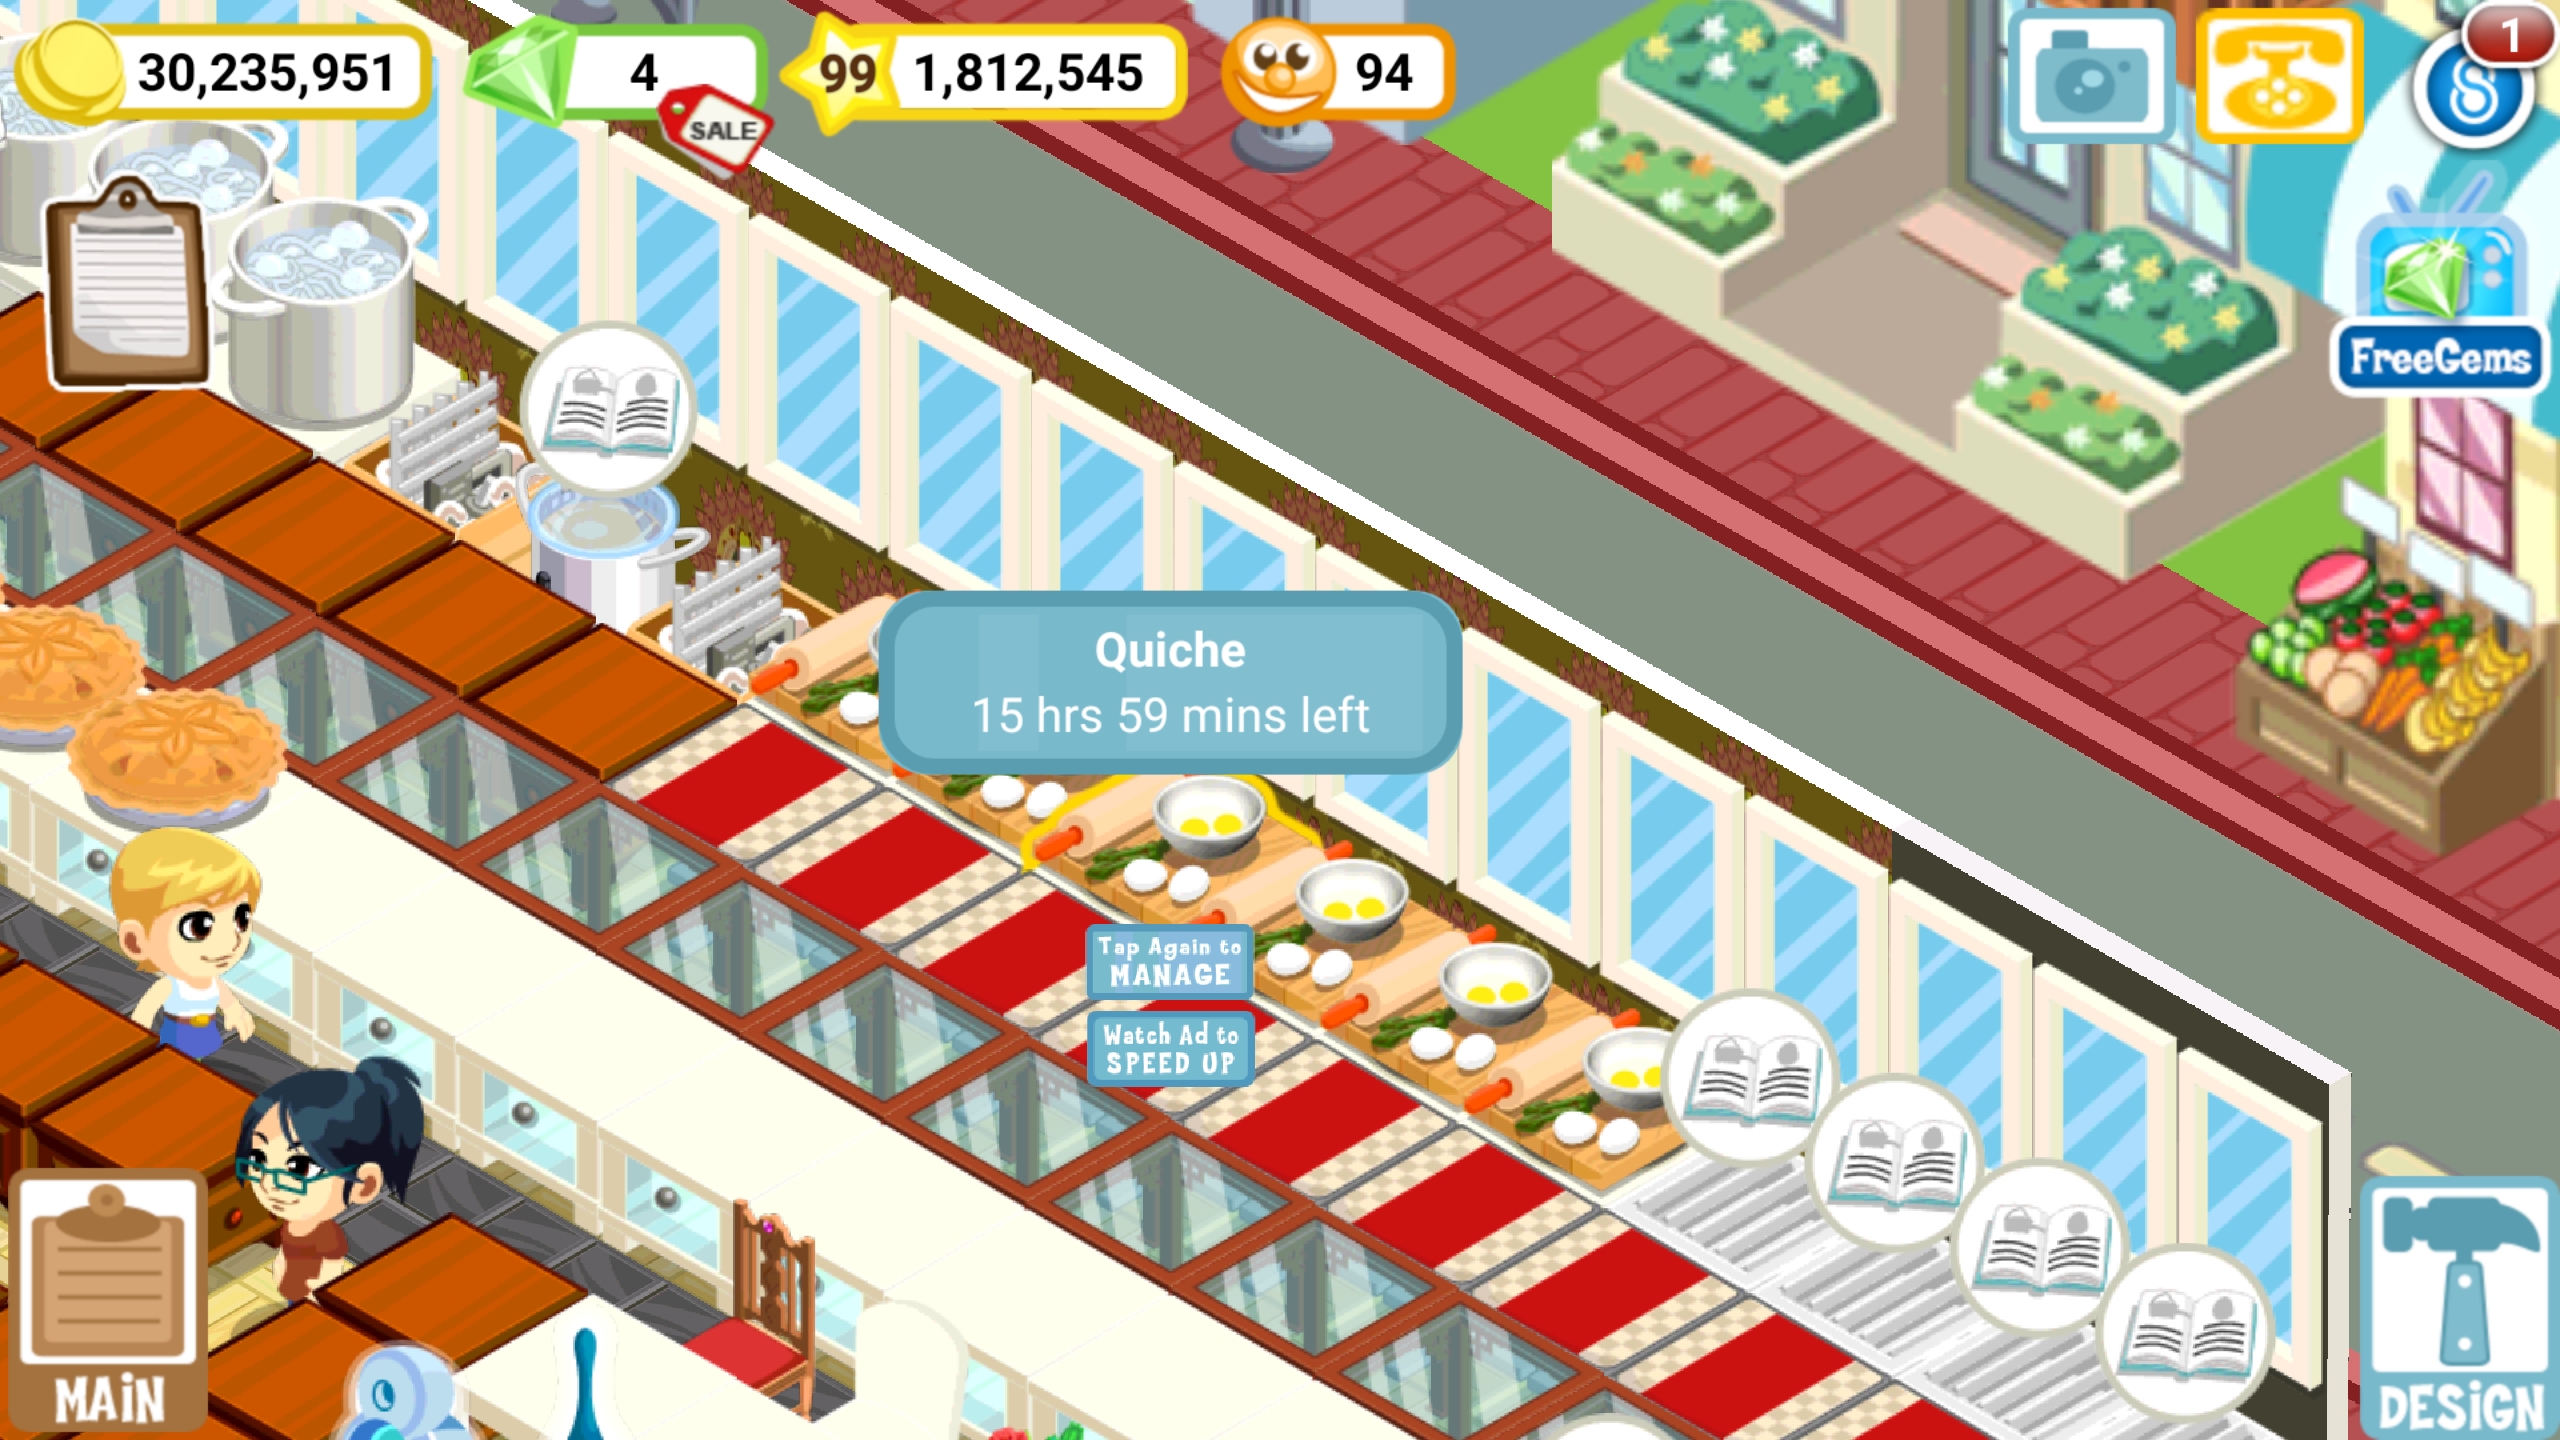 30,235,951
4
SALE
99
1,812,545
94
1
FreeGems
Quiche
15 hrs 59 mins left
Tap Again to
MANAGE
Watch Ad to
SPEED UP
MAiN
DESiGN